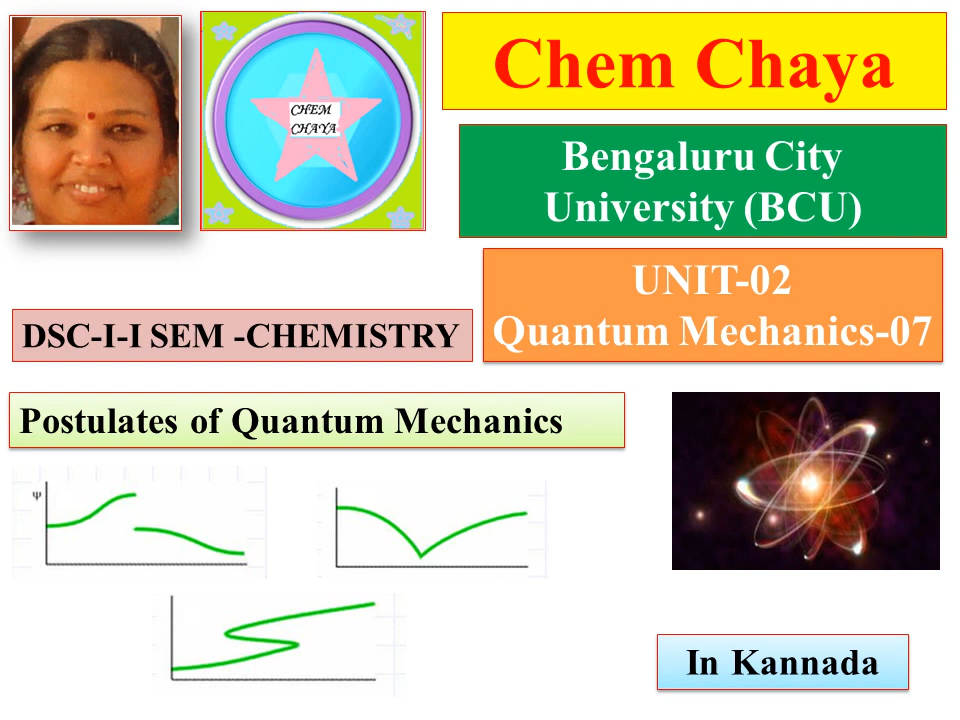 CHEM
CHAYA
Chem Chaya
Bengaluru City
University (BCU)
UNIT-02
Quantum Mechanics-07
DSC-I-I SEM -CHEMISTRY
Postulates of Quantum Mechanics
Ψ
In Kannada